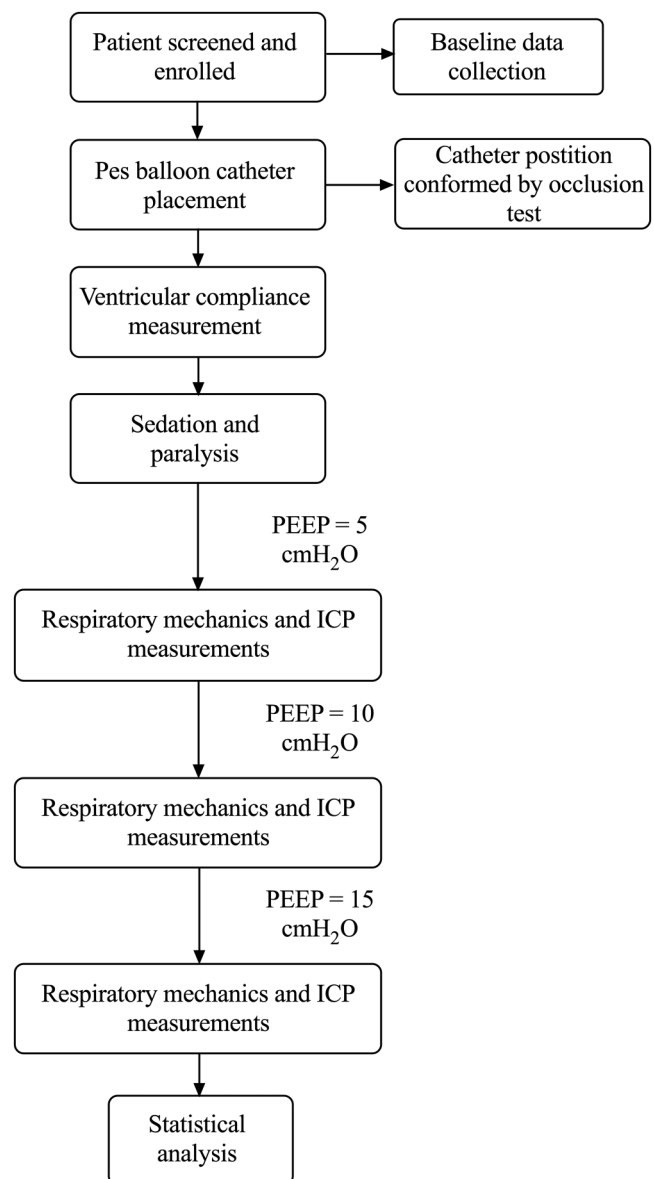 Patient screened and
enrolled
Baseline data
collection
Pes balloon catheter
placement
Catheter postition
conformed by occlusion
test
Ventricular compliance
measurement
Sedation and
paralysis
PEEP = 5
cmH₂O
Respiratory mechanics and ICP
measurements
PEEP = 10
cmH₂O
Respiratory mechanics and ICP
measurements
PEEP = 15
cmH₂O
Respiratory mechanics and ICP
measurements
Statistical
analysis